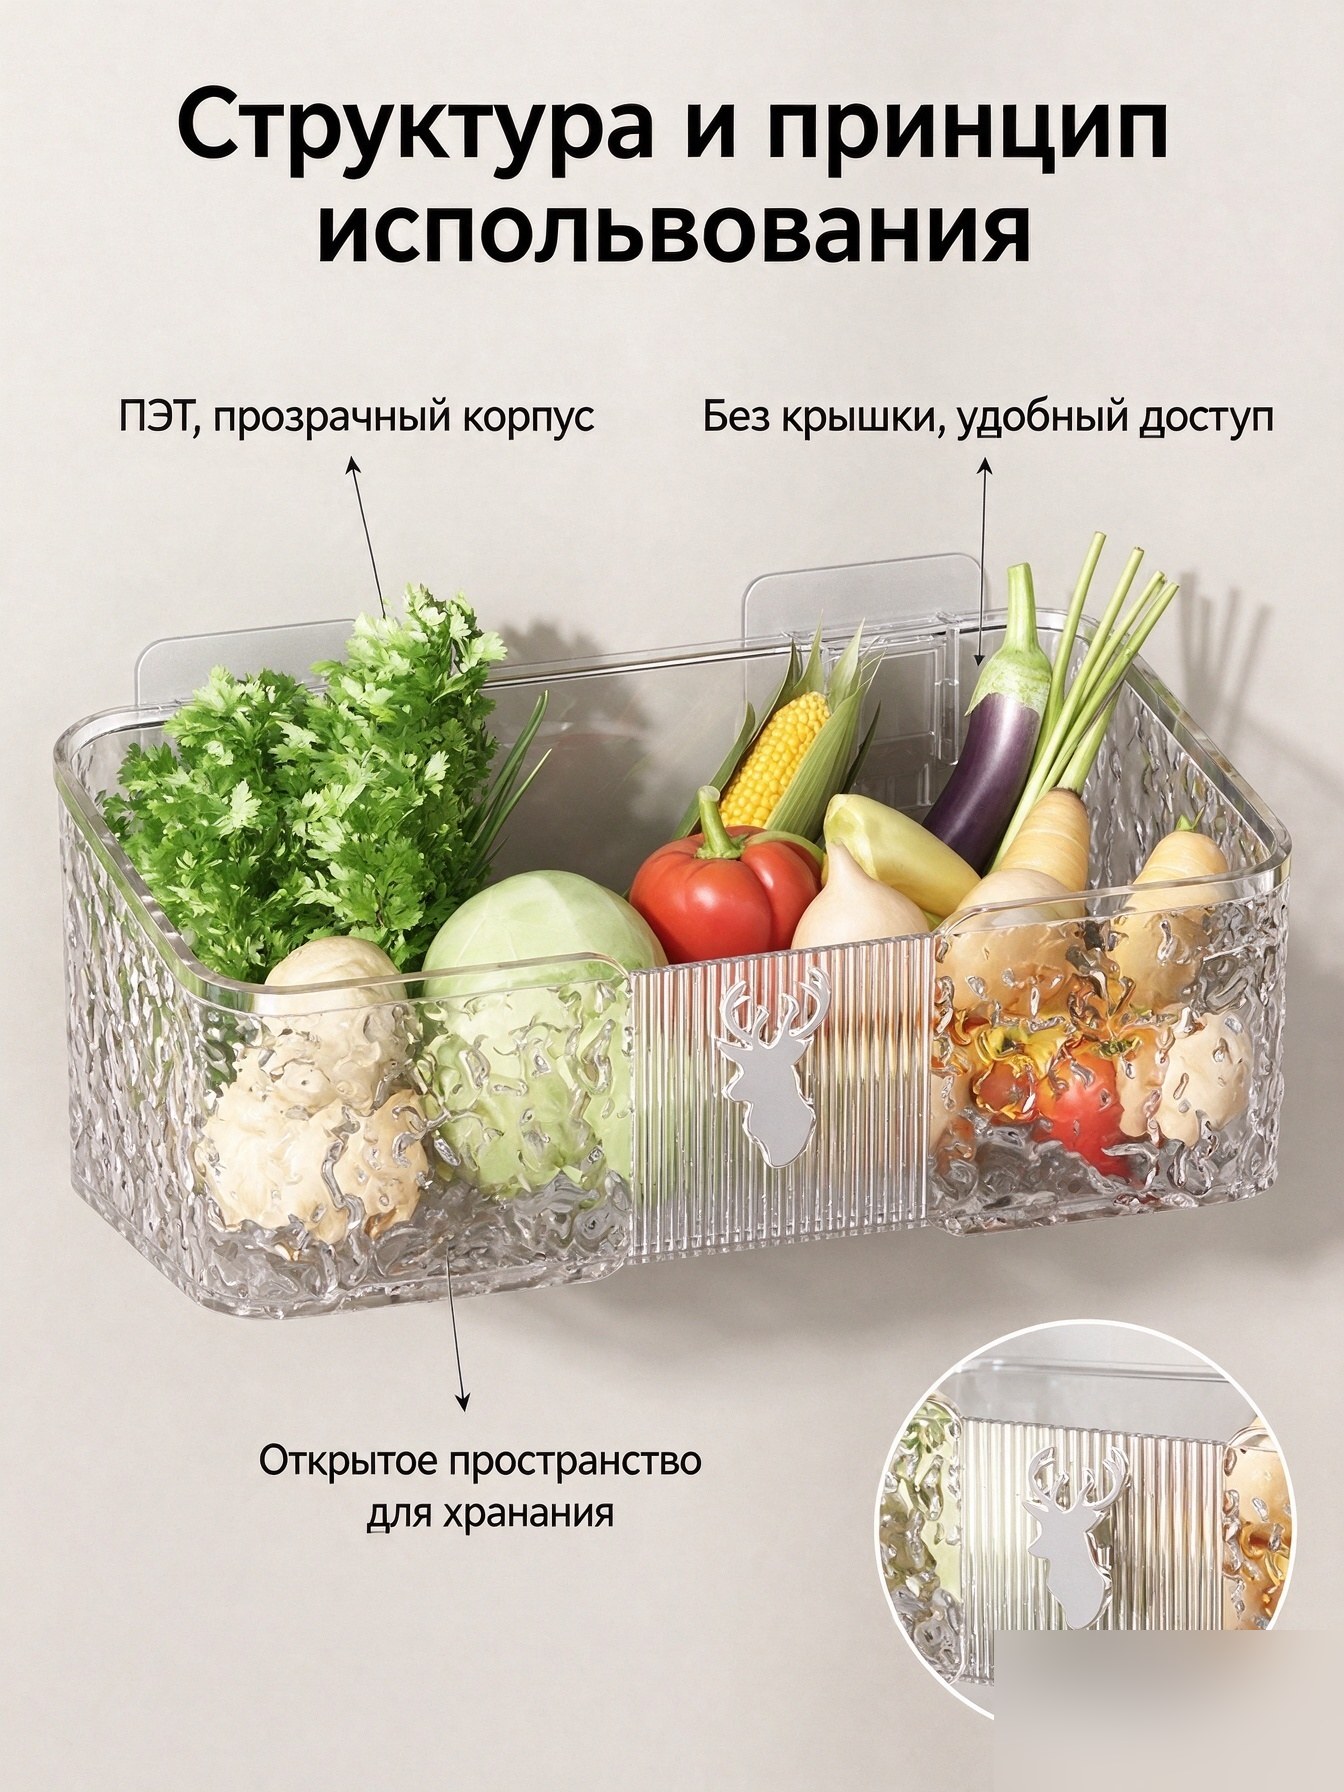 Структура и принцип
испольвования
ПЭТ, прозрачный корпус
Без крышки, удобный доступ
Открытое пространство
для хранания